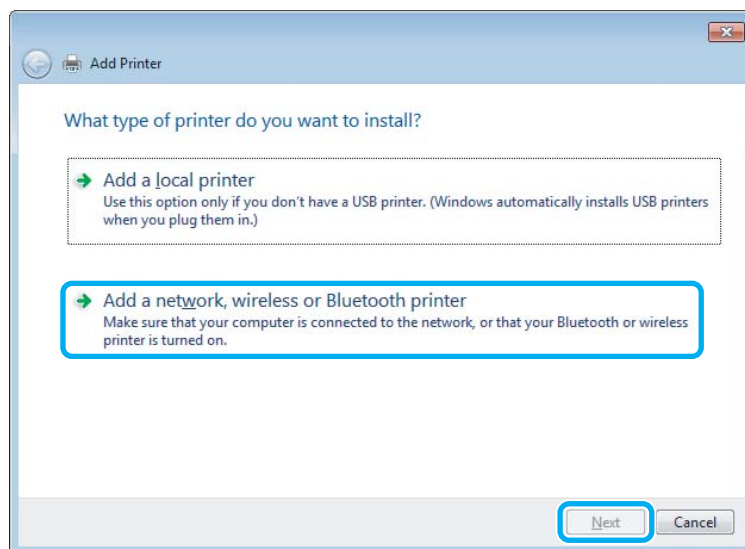 Add Printer
What type of printer do you want to install?
Add a local printer
Use this option only if you don't have a USB printer. (Windows automatically installs USB printers
when you plug them in.)
Add a network, wireless or Bluetooth printer
Make sure that your computer is connected to the network, or that your Bluetooth or wireless
printer is turned on.
Next Cancel